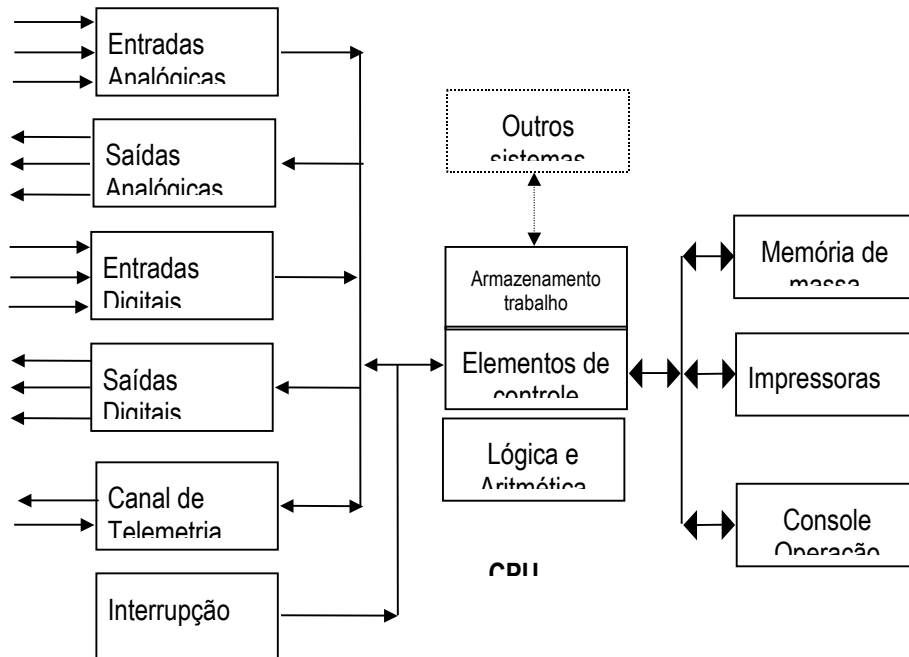 Entradas
Analógicas
Saídas
Analógicas
Entradas
Digitais
Saídas
Digitais
Canal de
Telemetria
Interrupção
Outros
sistemas
Armazenamento
trabalho
Elementos de
controle
Lógica e
Aritmética
CPU
Memória de
massa
Impressoras
Console
Operação